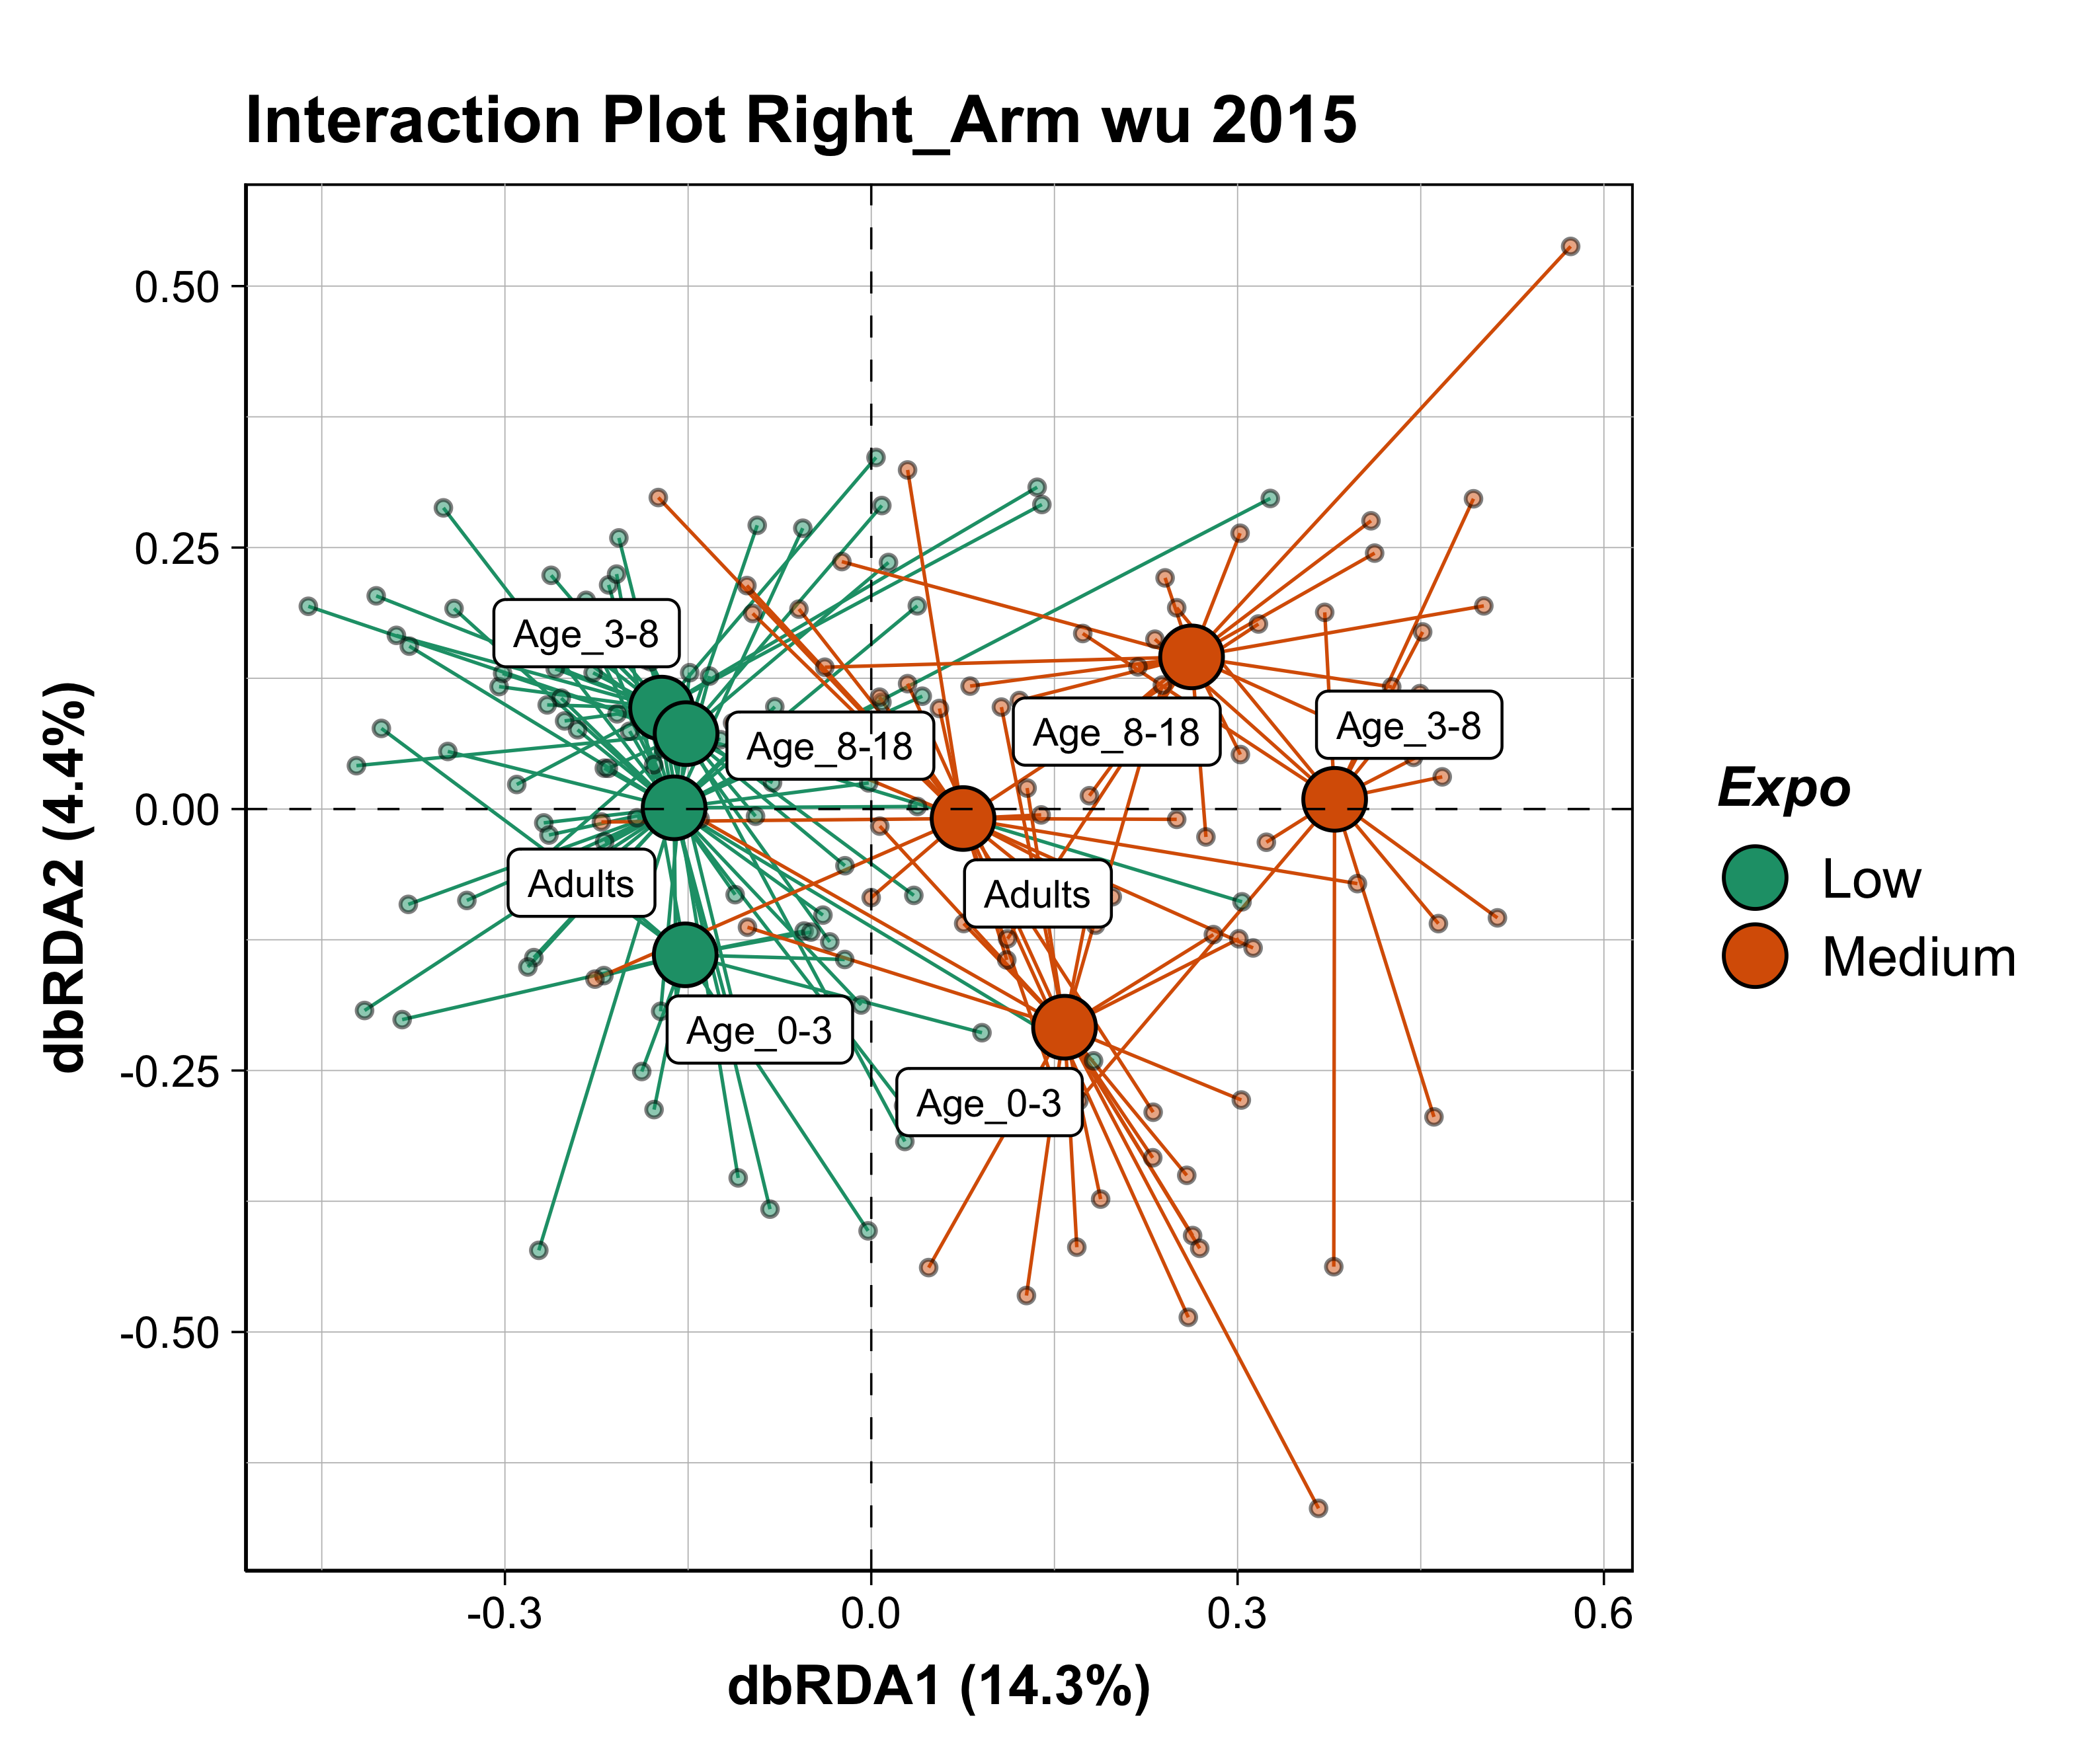 Interaction Plot Right_Arm wu 2015
dbRDA2 (4.4%)
0.50
0.25
0.00
-0.25
-0.50
Age_3-8
Age_8-18
Age_8-18
Age_3-8
Adults
Adults
Age_0-3
Age_0-3
-0.3
0.0
0.3
0.6
dbRDA1 (14.3%)
Expo
Low
Medium